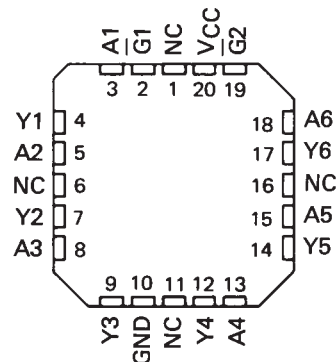 A1 G̅1̅ NC VCC G̅2̅
3 2 1 20 19
Y1 4 18 A6
A2 5 17 Y6
NC 6 16 NC
Y2 7 15 A5
A3 8 14 Y5
9 10 11 12 13
Y3 GND NC Y4 A4